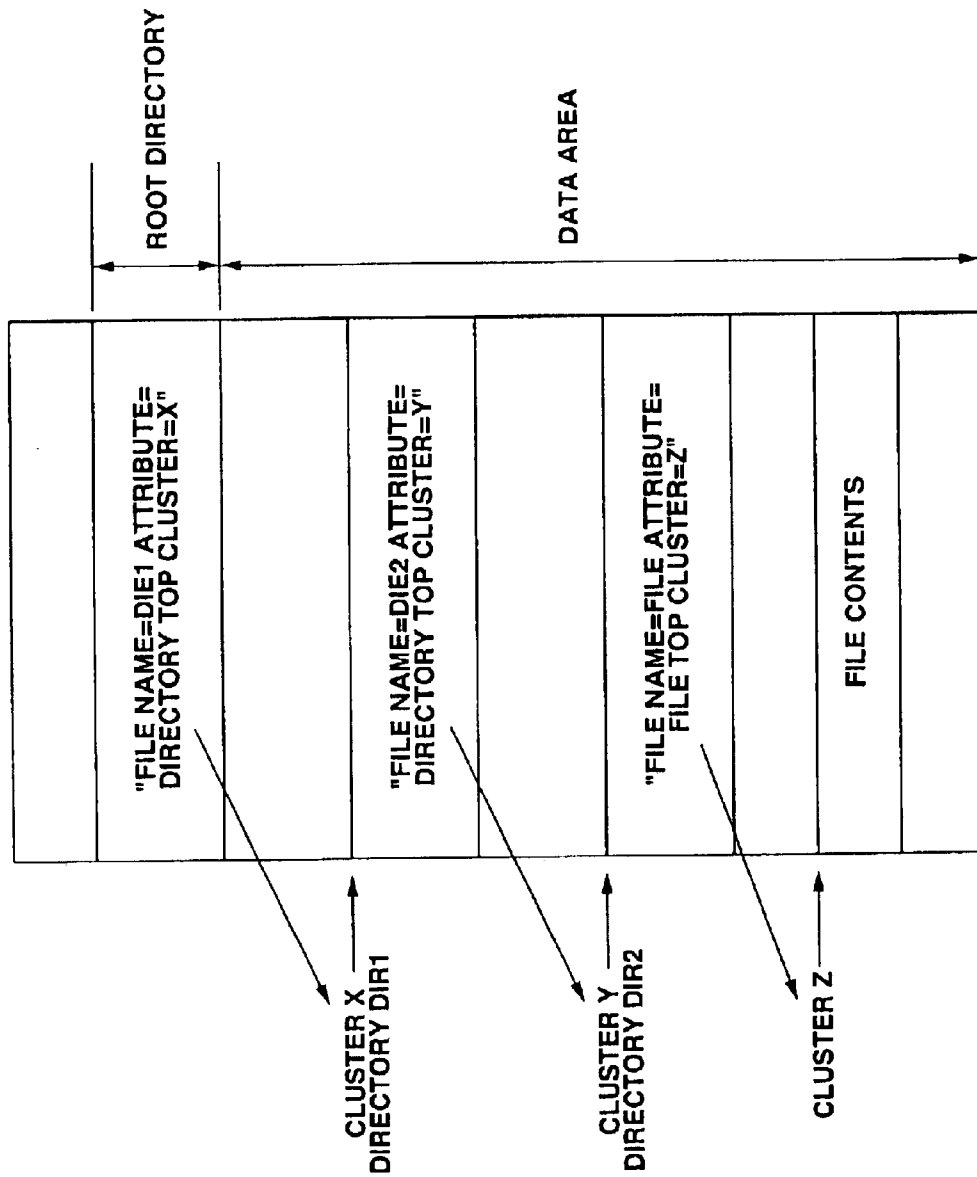 ROOT DIRECTORY
DATA AREA
"FILE NAME=DIE1 ATTRIBUTE=
DIRECTORY TOP CLUSTER=X"
"FILE NAME=DIE2 ATTRIBUTE=
DIRECTORY TOP CLUSTER=Y"
"FILE NAME=FILE ATTRIBUTE=
FILE TOP CLUSTER=Z"
FILE CONTENTS
CLUSTER X
DIRECTORY DIR1
CLUSTER Y
DIRECTORY DIR2
CLUSTER Z